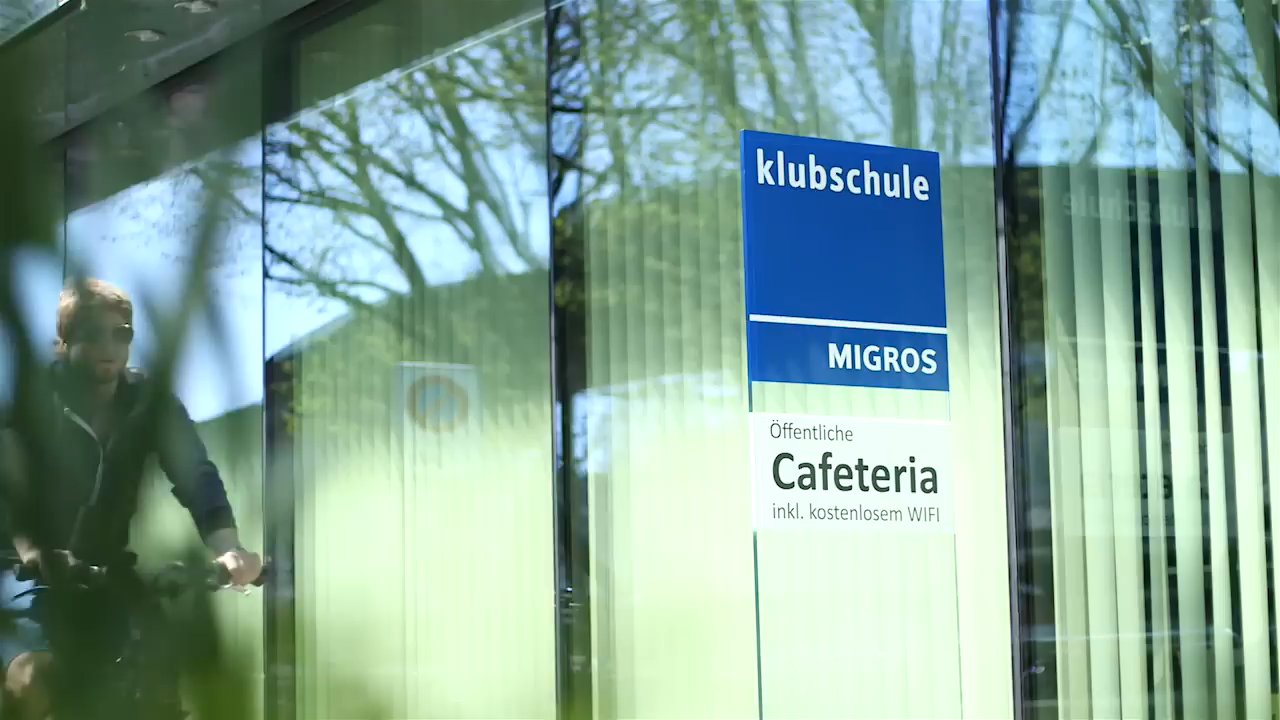 klubschule
MIGROS
Öffentliche
Cafeteria
inkl. kostenlosem WIFI